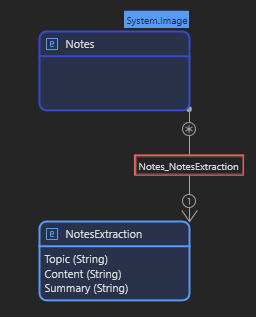 System.Image
e Notes
*
Notes_NotesExtraction
1
e NotesExtraction
Topic (String)
Content (String)
Summary (String)